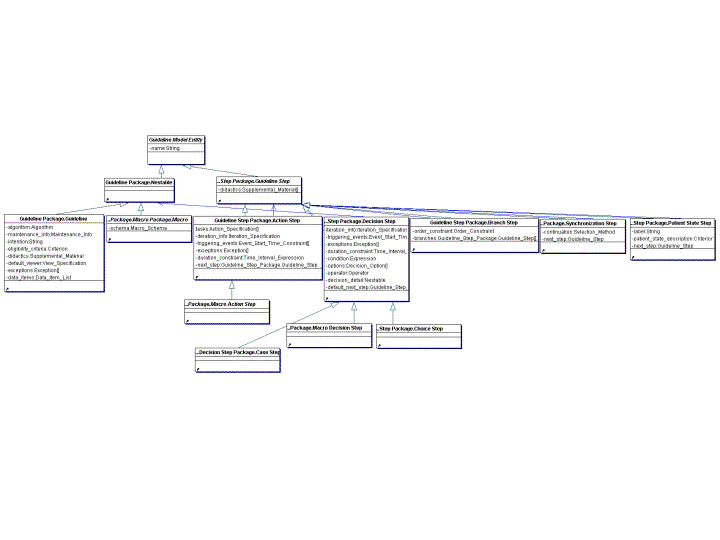 Guideline Model Entity
-name:String
Guideline Package.Nestable
...Step Package.Guideline Step
-didactics:Supplemental_Material[]
Guideline Package.Guideline
-algorithm:Algorithm
-maintenance_info:Maintenance_Info
-intention:String
-eligibility_criteria:Criterion
-didactics:Supplemental_Material
-default_viewer:View_Specification
-exceptions:Exception[]
-data_items:Data_Item_List
...Package.Macro Package.Macro
-schema:Macro_Schema
Guideline Step Package.Action Step
-tasks:Action_Specification[]
-iteration_info:Iteration_Specification
-triggering_events:Event_Start_Time_Constraint[]
-exceptions:Exception[]
-duration_constraint:Time_Interval_Expression
-next_step:Guideline_Step_Package.Guideline_Step
...Step Package.Decision Step
-iteration_info:Iteration_Specification
-triggering_events:Event_Start_Tim
-exceptions:Exception[]
-duration_constraint:Time_Interval_
-condition:Expression
-options:Decision_Option[]
-operator:Operator
-decision_detail:Nestable
-default_next_step:Guideline_Step_
Guideline Step Package.Branch Step
-order_constraint:Order_Constraint
-branches:Guideline_Step_Package.Guideline_Step[]
...Package.Synchronization Step
-continuation:Selection_Method
-next_step:Guideline_Step
...Step Package.Patient State Step
-label:String
-patient_state_description:Criterion
-next_step:Guideline_Step
...Package.Macro Action Step
...Decision Step Package.Case Step
...Package.Macro Decision Step
...Step Package.Choice Step